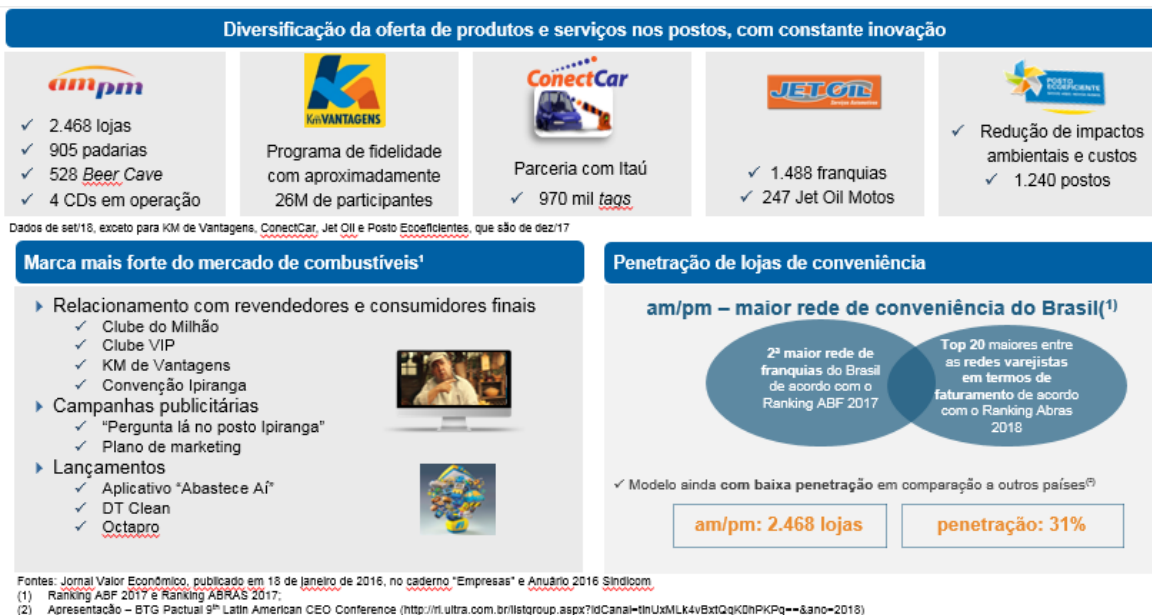 Diversificação da oferta de produtos e serviços nos postos, com constante inovação
ampm
✓ 2.468 lojas
✓ 905 padarias
✓ 528 Beer Cave
✓ 4 CDs em operação
Km VANTAGENS
Programa de fidelidade
com aproximadamente
26M de participantes
ConectCar
Parceria com Itaú
✓ 970 mil tags
JET OIL
Serviços Automotivos
✓ 1.488 franquias
✓ 247 Jet Oil Motos
POSTO
ECOEFICIENTE
✓ Redução de impactos
ambientais e custos
✓ 1.240 postos
Dados de set/18, exceto para KM de Vantagens, ConectCar, Jet Oil e Posto Ecoeficientes, que são de dez/17
Marca mais forte do mercado de combustíveis¹
Relacionamento com revendedores e consumidores finais
✓ Clube do Milhão
✓ Clube VIP
✓ KM de Vantagens
✓ Convenção Ipiranga
Campanhas publicitárias
✓ "Pergunta lá no posto Ipiranga"
✓ Plano de marketing
Lançamentos
✓ Aplicativo "Abastece Aí"
✓ DT Clean
✓ Octapro
Penetração de lojas de conveniência
am/pm – maior rede de conveniência do Brasil(¹)
2ª maior rede de
franquias do Brasil
de acordo com o
Ranking ABF 2017
Top 20 maiores entre
as redes varejistas
em termos de
faturamento de acordo
com o Ranking Abras
2018
✓ Modelo ainda com baixa penetração em comparação a outros países(²)
am/pm: 2.468 lojas
penetração: 31%
Fontes: Jornal Valor Econômico, publicado em 18 de janeiro de 2016, no caderno "Empresas" e Anuário 2016 Sindicom
(1) Ranking ABF 2017 e Ranking ABRAS 2017;
(2) Apresentação – BTG Pactual 9th Latin American CEO Conference (http://ri.ultra.com.br/listgroup.aspx?idCanal=tInUxMLk4vBxtQqK0hPKPg==&ano=2018)